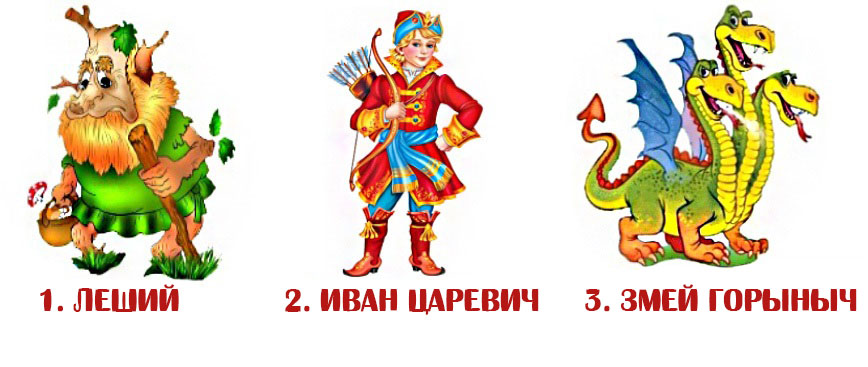 1. ЛЕШИЙ
2. ИВАН ЦАРЕВИЧ
3. ЗМЕЙ ГОРЫНЫЧ